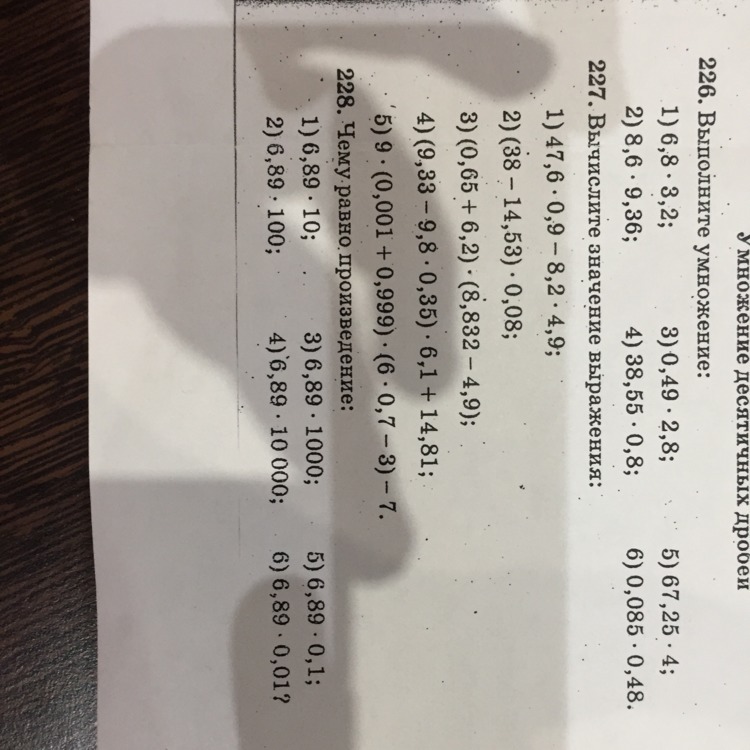 Умножение десятичных дробей
226. Выполните умножение:
1) 6,8 · 3,2; 3) 0,49 · 2,8; 5) 67,25 · 4;
2) 8,6 · 9,36; 4) 38,55 · 0,8; 6) 0,085 · 0,48.
227. Вычислите значение выражения:
1) 47,6 · 0,9 – 8,2 · 4,9;
2) (38 – 14,53) · 0,08;
3) (0,65 + 6,2) · (8,832 – 4,9);
4) (9,33 – 9,8 · 0,35) · 6,1 + 14,81;
5) 9 · (0,001 + 0,999) · (6 · 0,7 – 3) – 7.
228. Чему равно произведение:
1) 6,89 · 10; 3) 6,89 · 1000; 5) 6,89 · 0,1;
2) 6,89 · 100; 4) 6,89 · 10 000; 6) 6,89 · 0,01?